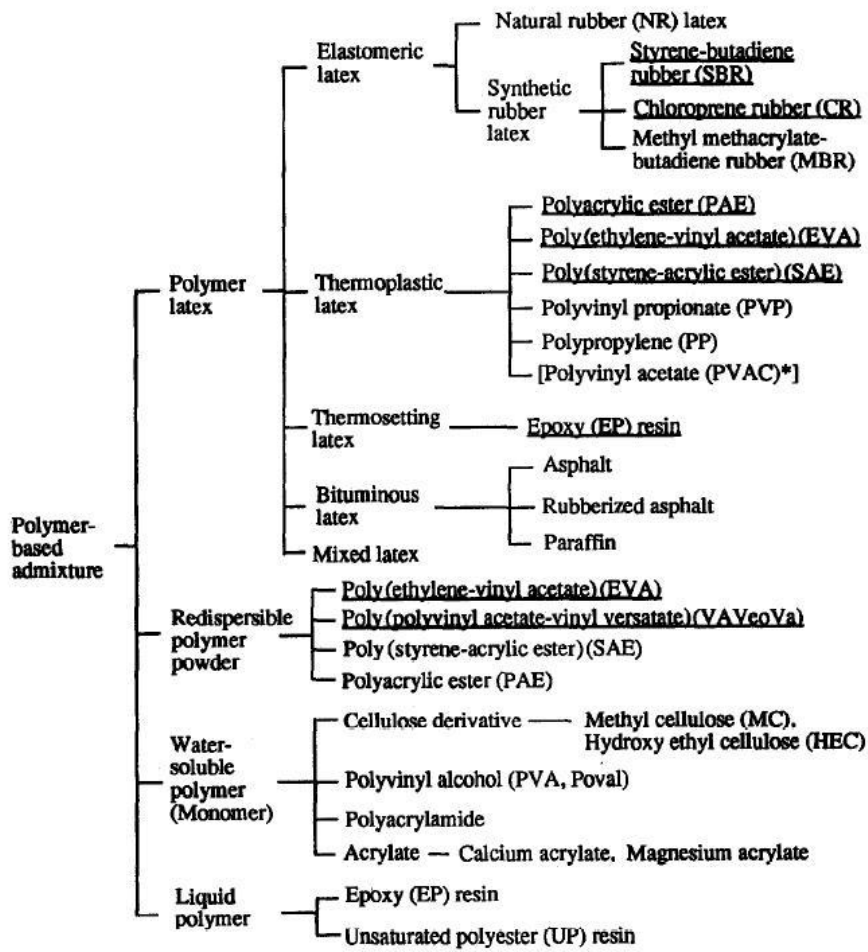 Natural rubber (NR) latex
Elastomeric
latex
Styrene-butadiene
rubber (SBR)
Synthetic
rubber
latex
Chloroprene rubber (CR)
Methyl methacrylate-
butadiene rubber (MBR)
Polyacrylic ester (PAE)
Poly(ethylene-vinyl acetate)(EVA)
Poly(styrene-acrylic ester)(SAE)
Polymer
latex
Thermoplastic
latex
Polyvinyl propionate (PVP)
Polypropylene (PP)
[Polyvinyl acetate (PVAC)*]
Thermosetting
latex
Epoxy (EP) resin
Asphalt
Bituminous
latex
Rubberized asphalt
Paraffin
Mixed latex
Polymer-
based
admixture
Poly(ethylene-vinyl acetate)(EVA)
Redispersible
polymer
powder
Poly(polyvinyl acetate-vinyl versatate)(VAVeoVa)
Poly (styrene-acrylic ester)(SAE)
Polyacrylic ester (PAE)
Cellulose derivative
Methyl cellulose (MC),
Hydroxy ethyl cellulose (HEC)
Water-
soluble
polymer
(Monomer)
Polyvinyl alcohol (PVA, Poval)
Polyacrylamide
Acrylate
Calcium acrylate, Magnesium acrylate
Liquid
polymer
Epoxy (EP) resin
Unsaturated polyester (UP) resin